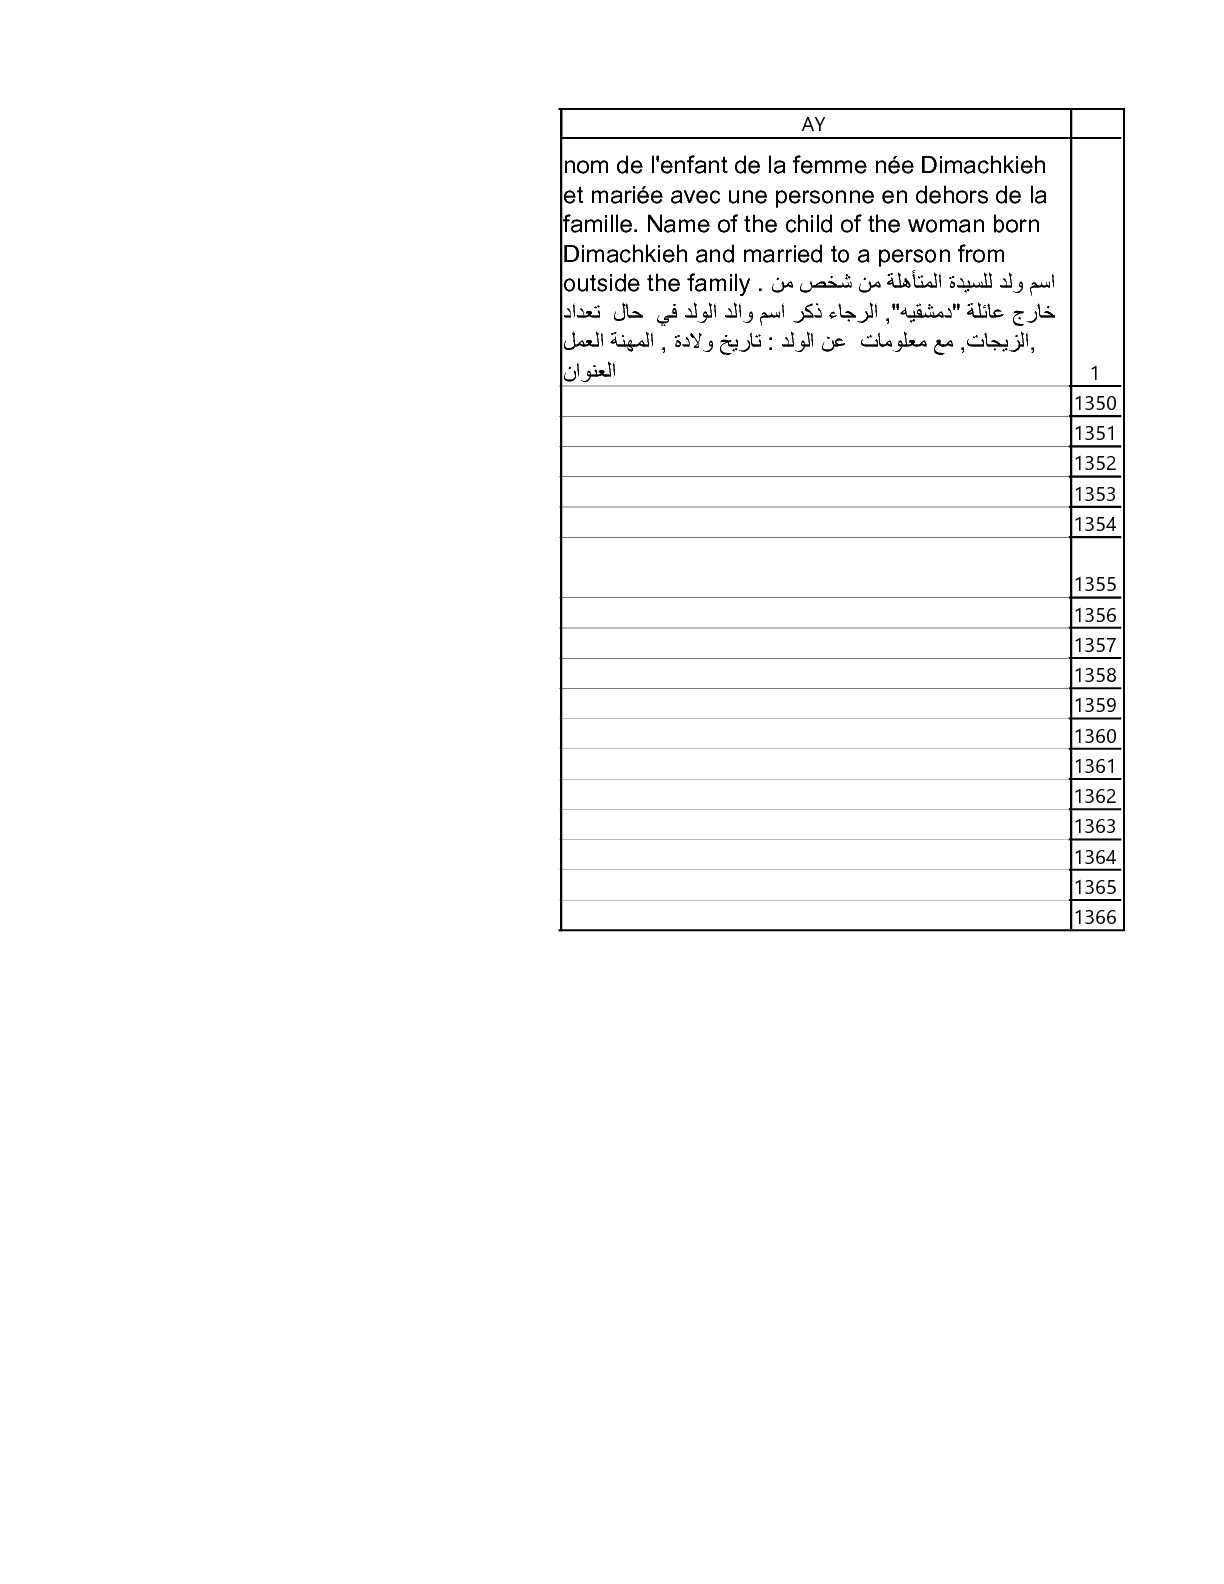 AY
nom de l'enfant de la femme née Dimachkieh
et mariée avec une personne en dehors de la
famille. Name of the child of the woman born
Dimachkieh and married to a person from
outside the family . اسم ولد للسيدة المتأهلة من شخص من
خارج عائلة "دمشقيه", الرجاء ذكر اسم والد الولد في  حال  تعداد
الزيجات, مع معلومات  عن الولد : تاريخ ولادة , المهنة العمل,
العنوان
1
1350
1351
1352
1353
1354
1355
1356
1357
1358
1359
1360
1361
1362
1363
1364
1365
1366